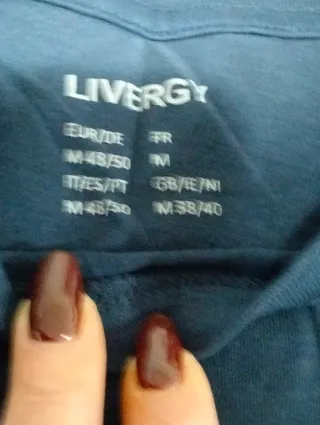 LIVERGY
EUR/DE FR
M 48/50 M
IT/ES/PT GB/IE/NI
M 48/50 M 38/40